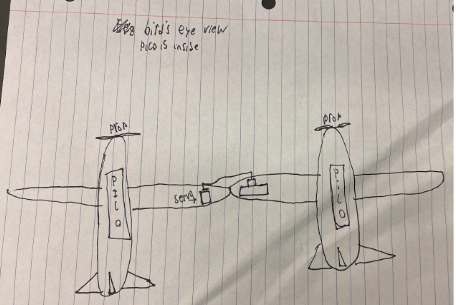 bird's eye view
pico is inside
prop
prop
servo
PICO
PICO